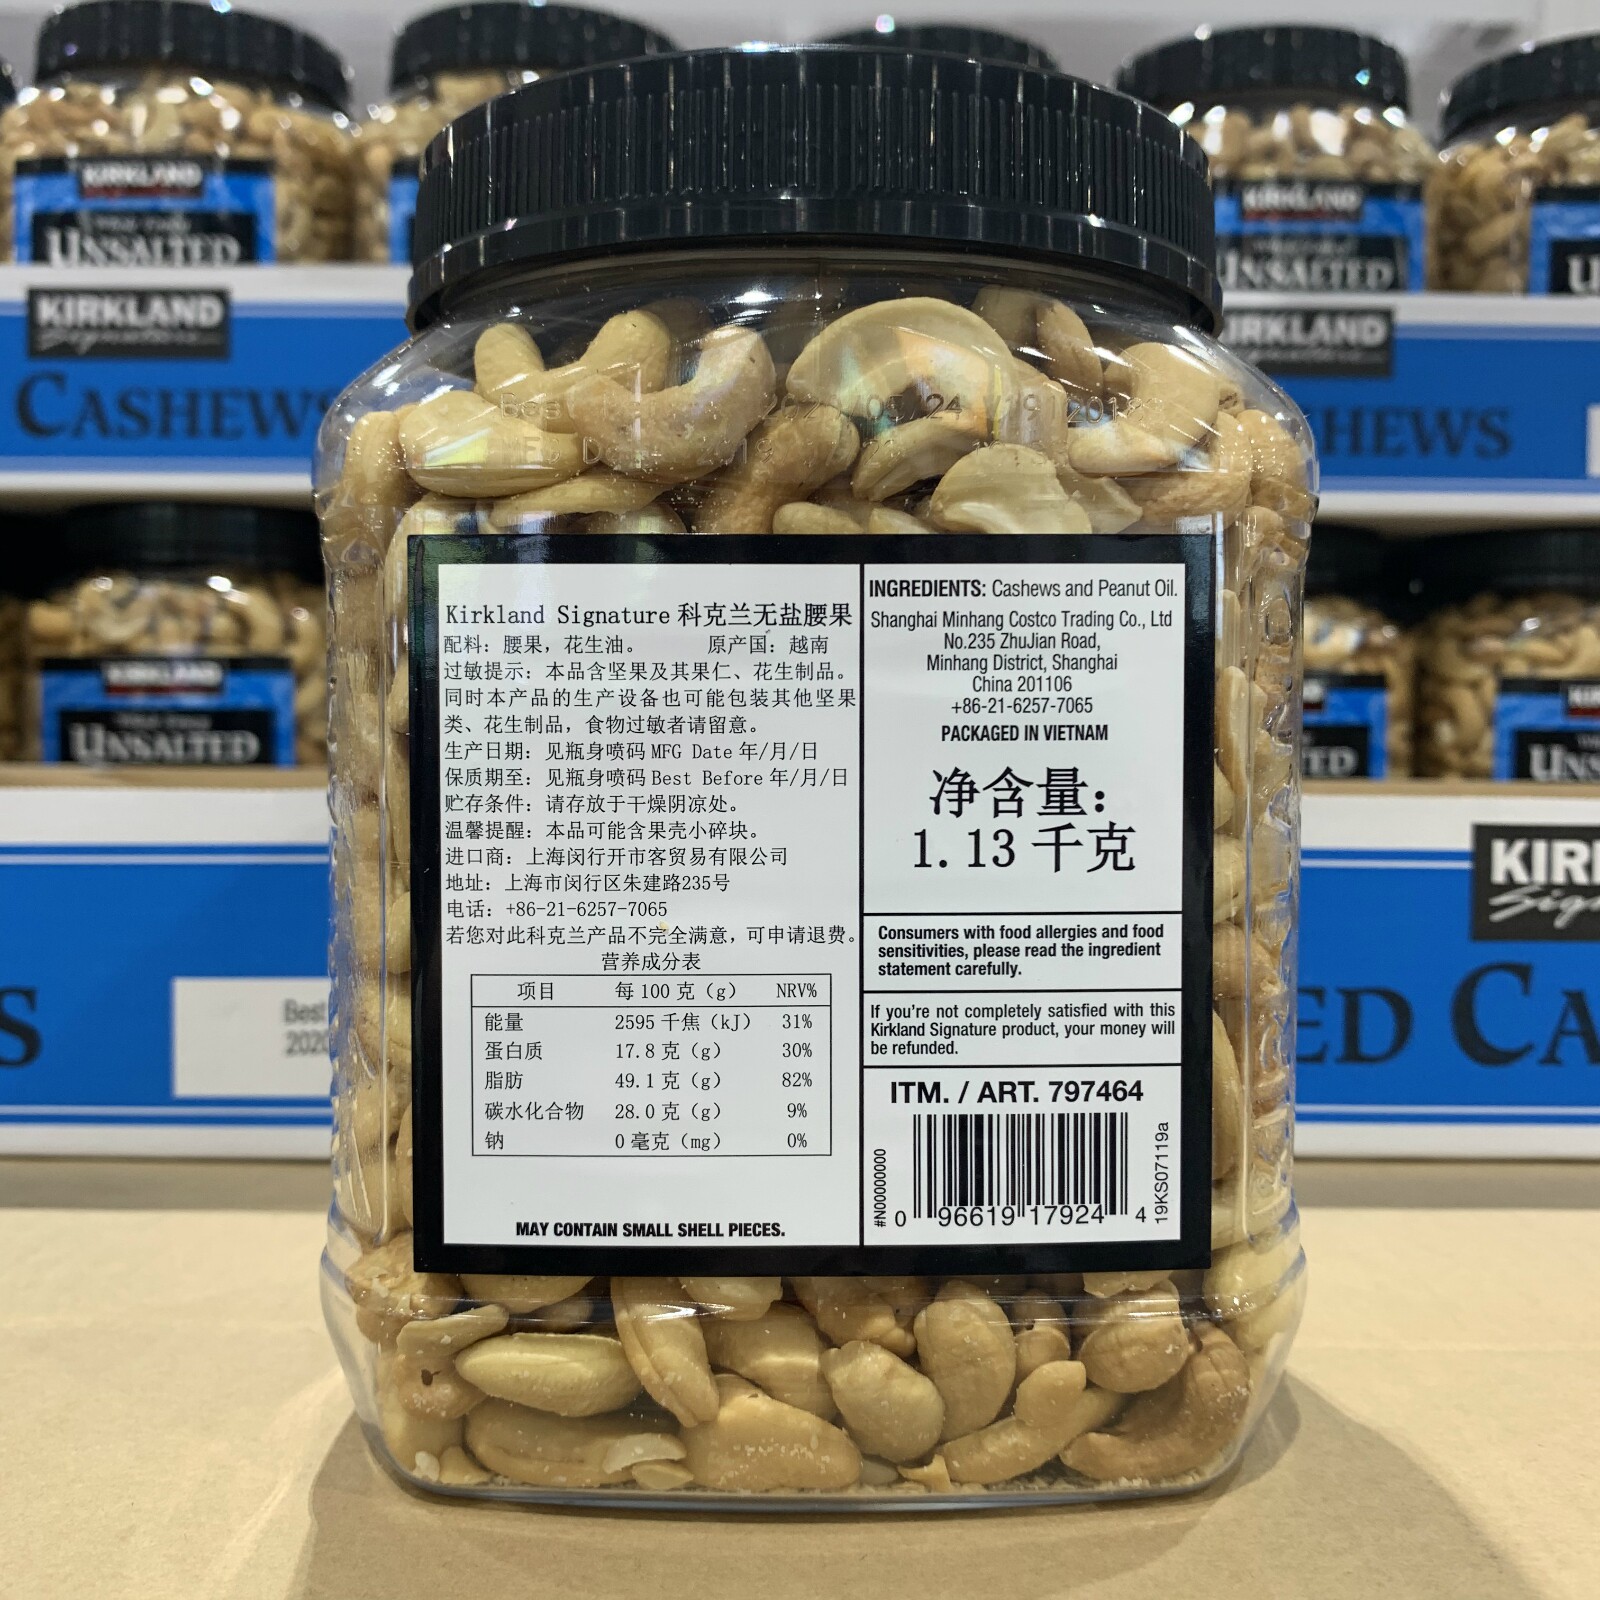 KIRKLAND
UNSALTED
KIRKLAND
UNSALTED
KIRKLAND
Signature
CASHEWS
KIRKLAND
HEWS
Kirkland Signature 科克兰无盐腰果
配料：腰果，花生油。 原产国：越南
过敏提示：本品含坚果及其果仁、花生制品。
同时本产品的生产设备也可能包装其他坚果
类、花生制品，食物过敏者请留意。
生产日期：见瓶身喷码 MFG Date 年/月/日
保质期至：见瓶身喷码 Best Before 年/月/日
贮存条件：请存放于干燥阴凉处。
温馨提醒：本品可能含果壳小碎块。
进口商：上海闵行开市客贸易有限公司
地址：上海市闵行区朱建路235号
电话：+86-21-6257-7065
若您对此科克兰产品不完全满意，可申请退费。
营养成分表
项目 每 100 克（g） NRV%
能量 2595 千焦（kJ） 31%
蛋白质 17.8 克（g） 30%
脂肪 49.1 克（g） 82%
碳水化合物 28.0 克（g） 9%
钠 0 毫克（mg） 0%
MAY CONTAIN SMALL SHELL PIECES.
INGREDIENTS: Cashews and Peanut Oil.
Shanghai Minhang Costco Trading Co., Ltd
No.235 ZhuJian Road,
Minhang District, Shanghai
China 201106
+86-21-6257-7065
PACKAGED IN VIETNAM
净含量：
1.13 千克
Consumers with food allergies and food
sensitivities, please read the ingredient
statement carefully.
If you're not completely satisfied with this
Kirkland Signature product, your money will
be refunded.
ITM. / ART. 797464
#N00000000
0 96619 17924 4
19KS07119a
UNSALTED
KIR
ED CA
S
Best
2020